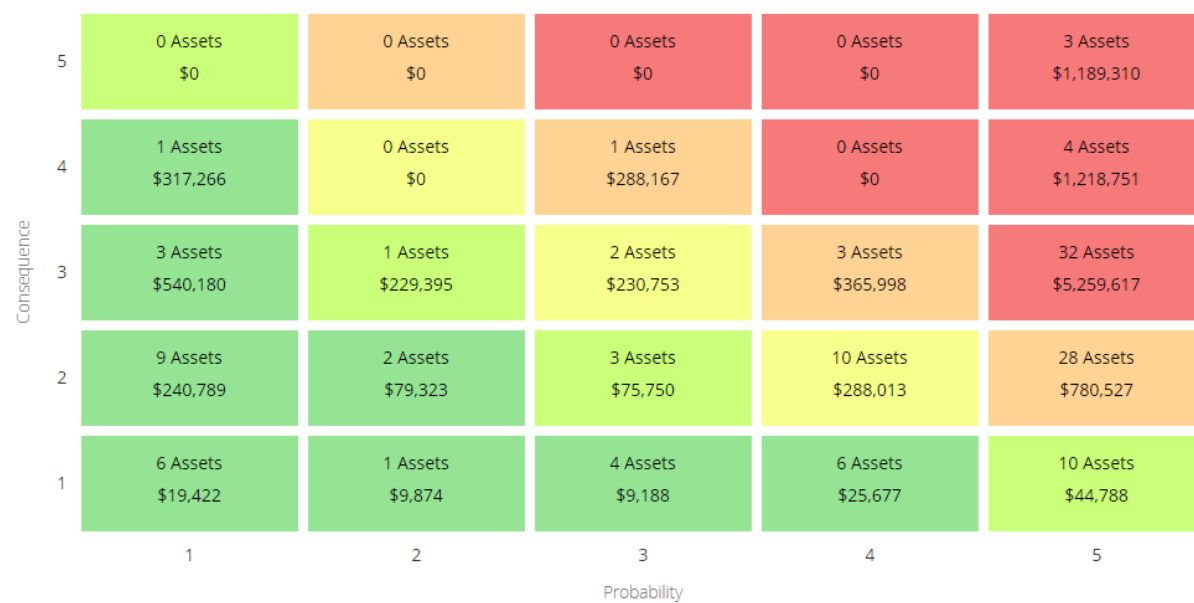 5
0 Assets
$0
0 Assets
$0
0 Assets
$0
0 Assets
$0
3 Assets
$1,189,310
4
1 Assets
$317,266
0 Assets
$0
1 Assets
$288,167
0 Assets
$0
4 Assets
$1,218,751
Consequence
3
3 Assets
$540,180
1 Assets
$229,395
2 Assets
$230,753
3 Assets
$365,998
32 Assets
$5,259,617
2
9 Assets
$240,789
2 Assets
$79,323
3 Assets
$75,750
10 Assets
$288,013
28 Assets
$780,527
1
6 Assets
$19,422
1 Assets
$9,874
4 Assets
$9,188
6 Assets
$25,677
10 Assets
$44,788
1
2
3
4
5
Probability